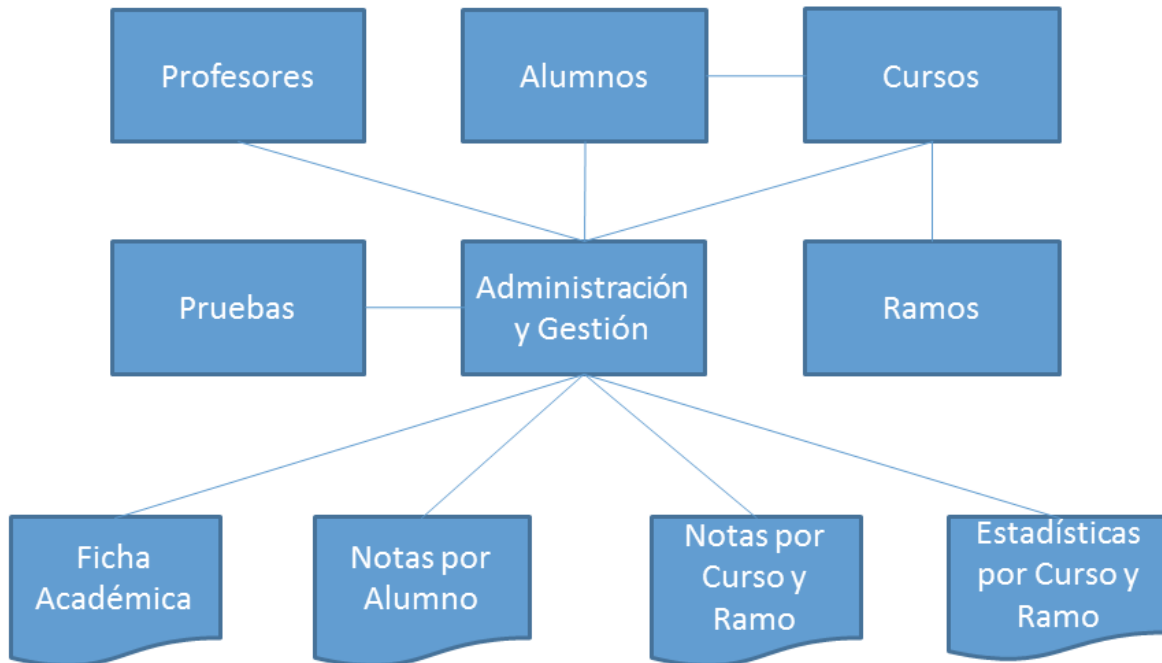 Profesores
Alumnos
Cursos
Pruebas
Administración
y Gestión
Ramos
Ficha
Académica
Notas por
Alumno
Notas por
Curso y
Ramo
Estadísticas
por Curso y
Ramo